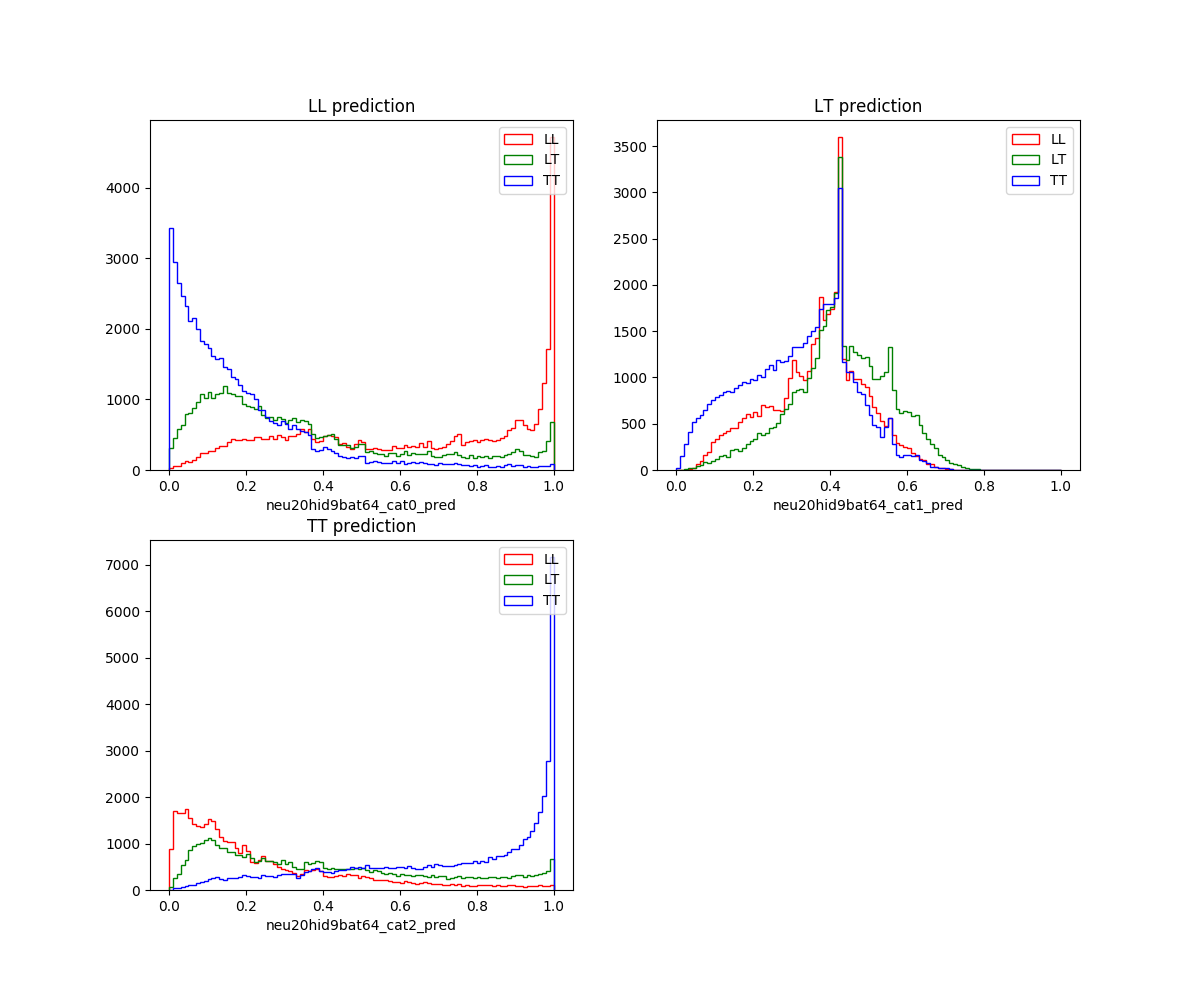 LL prediction
LL
LT
TT
4000
3000
2000
1000
0
0.0 0.2 0.4 0.6 0.8 1.0
neu20hid9bat64_cat0_pred
LT prediction
LL
LT
TT
3500
3000
2500
2000
1500
1000
500
0
0.0 0.2 0.4 0.6 0.8 1.0
neu20hid9bat64_cat1_pred
TT prediction
LL
LT
TT
7000
6000
5000
4000
3000
2000
1000
0
0.0 0.2 0.4 0.6 0.8 1.0
neu20hid9bat64_cat2_pred